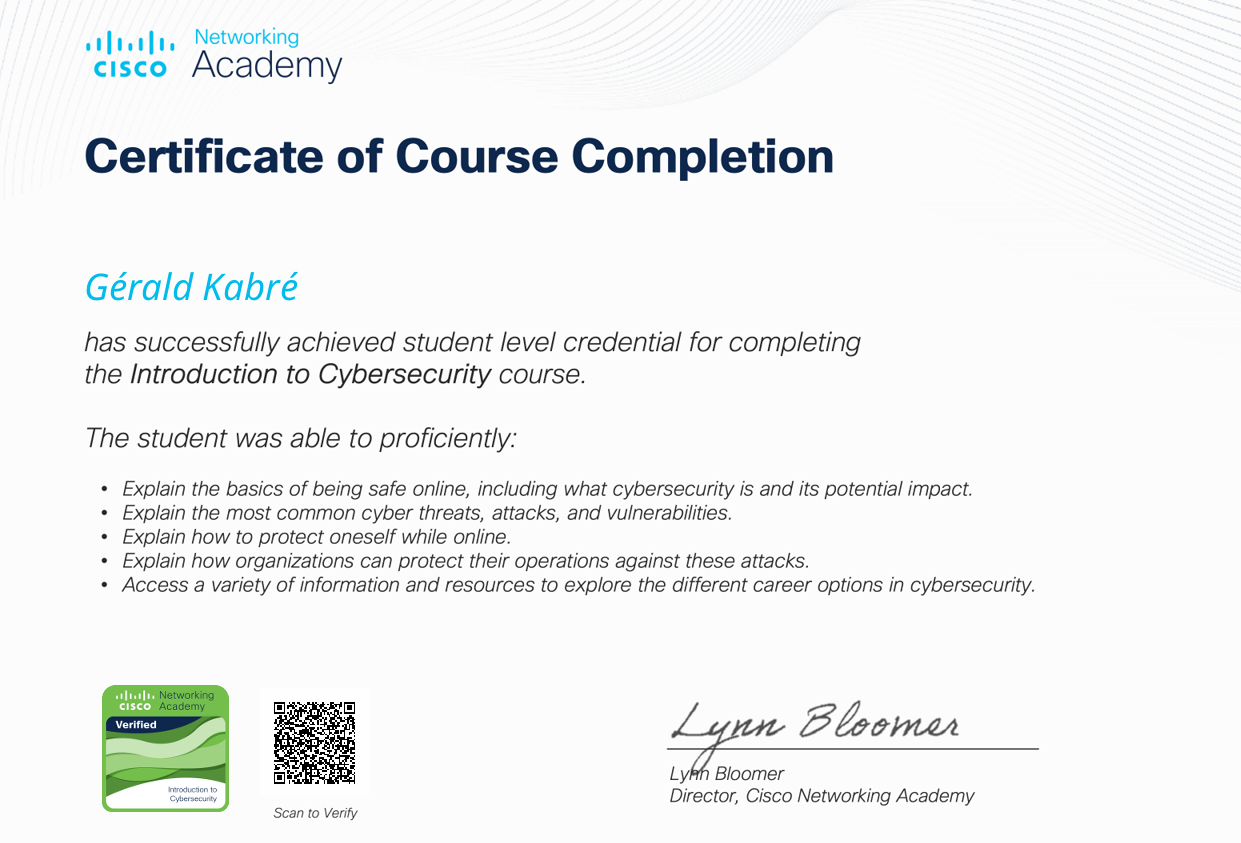 Networking
CISCO Academy
Certificate of Course Completion
Gérald Kabré
has successfully achieved student level credential for completing
the Introduction to Cybersecurity course.
The student was able to proficiently:
• Explain the basics of being safe online, including what cybersecurity is and its potential impact.
• Explain the most common cyber threats, attacks, and vulnerabilities.
• Explain how to protect oneself while online.
• Explain how organizations can protect their operations against these attacks.
• Access a variety of information and resources to explore the different career options in cybersecurity.
Networking
CISCO Academy
Verified
Introduction to
Cybersecurity
Scan to Verify
Lynn Bloomer
Lynn Bloomer
Director, Cisco Networking Academy